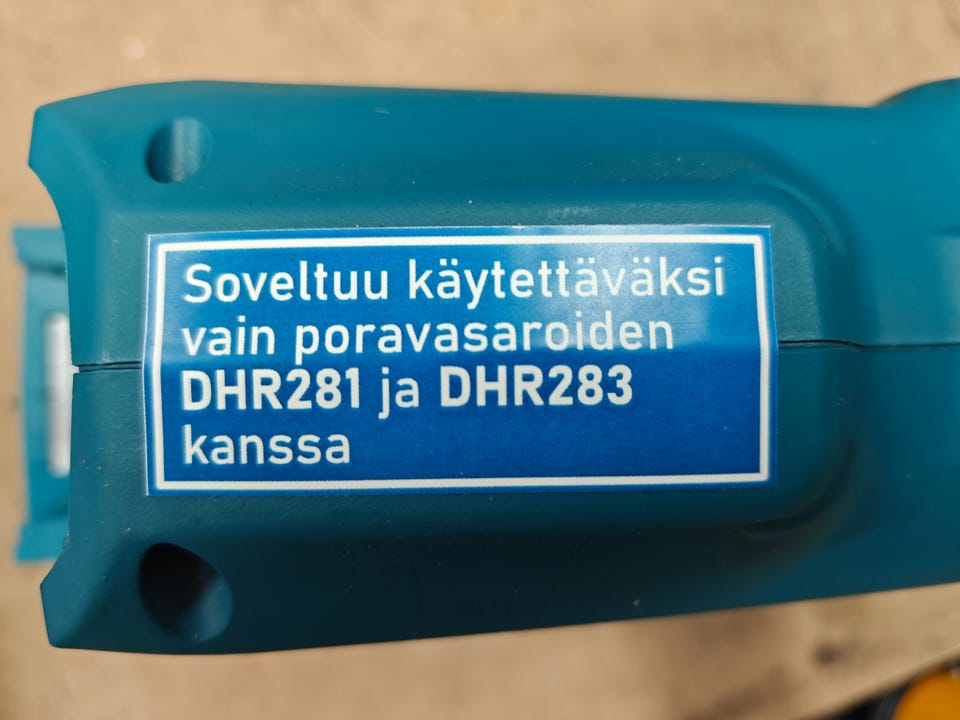 Soveltuu käytettäväksi
vain poravasaroiden
DHR281 ja DHR283
kanssa